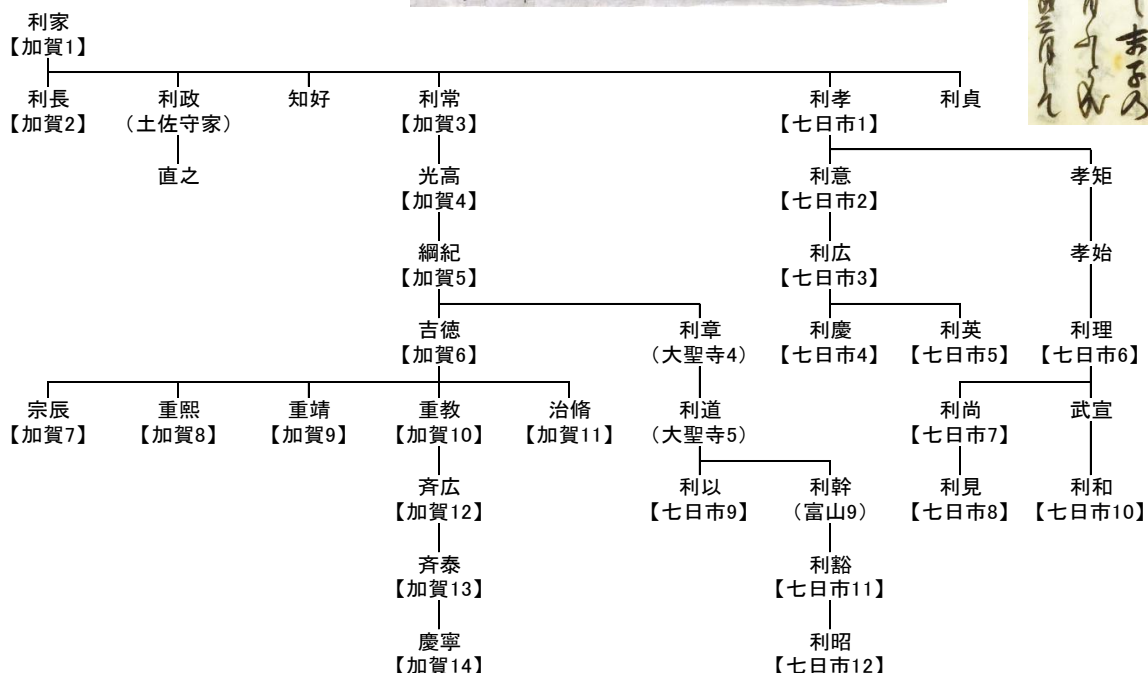 利家
【加賀1】
利長 利政 知好 利常 利孝 利貞
【加賀2】 （土佐守家） 【加賀3】 【七日市1】
直之 光高 利意 孝矩
【加賀4】 【七日市2】
綱紀 利広 孝始
【加賀5】 【七日市3】
吉徳 利章 利慶 利英 利理
【加賀6】 （大聖寺4） 【七日市4】 【七日市5】 【七日市6】
宗辰 重熙 重靖 重教 治脩 利道 利尚 武宣
【加賀7】 【加賀8】 【加賀9】 【加賀10】 【加賀11】 （大聖寺5） 【七日市7】
斉広 利以 利幹 利見 利和
【加賀12】 【七日市9】 （富山9） 【七日市8】 【七日市10】
斉泰 利豁
【加賀13】 【七日市11】
慶寧 利昭
【加賀14】 【七日市12】